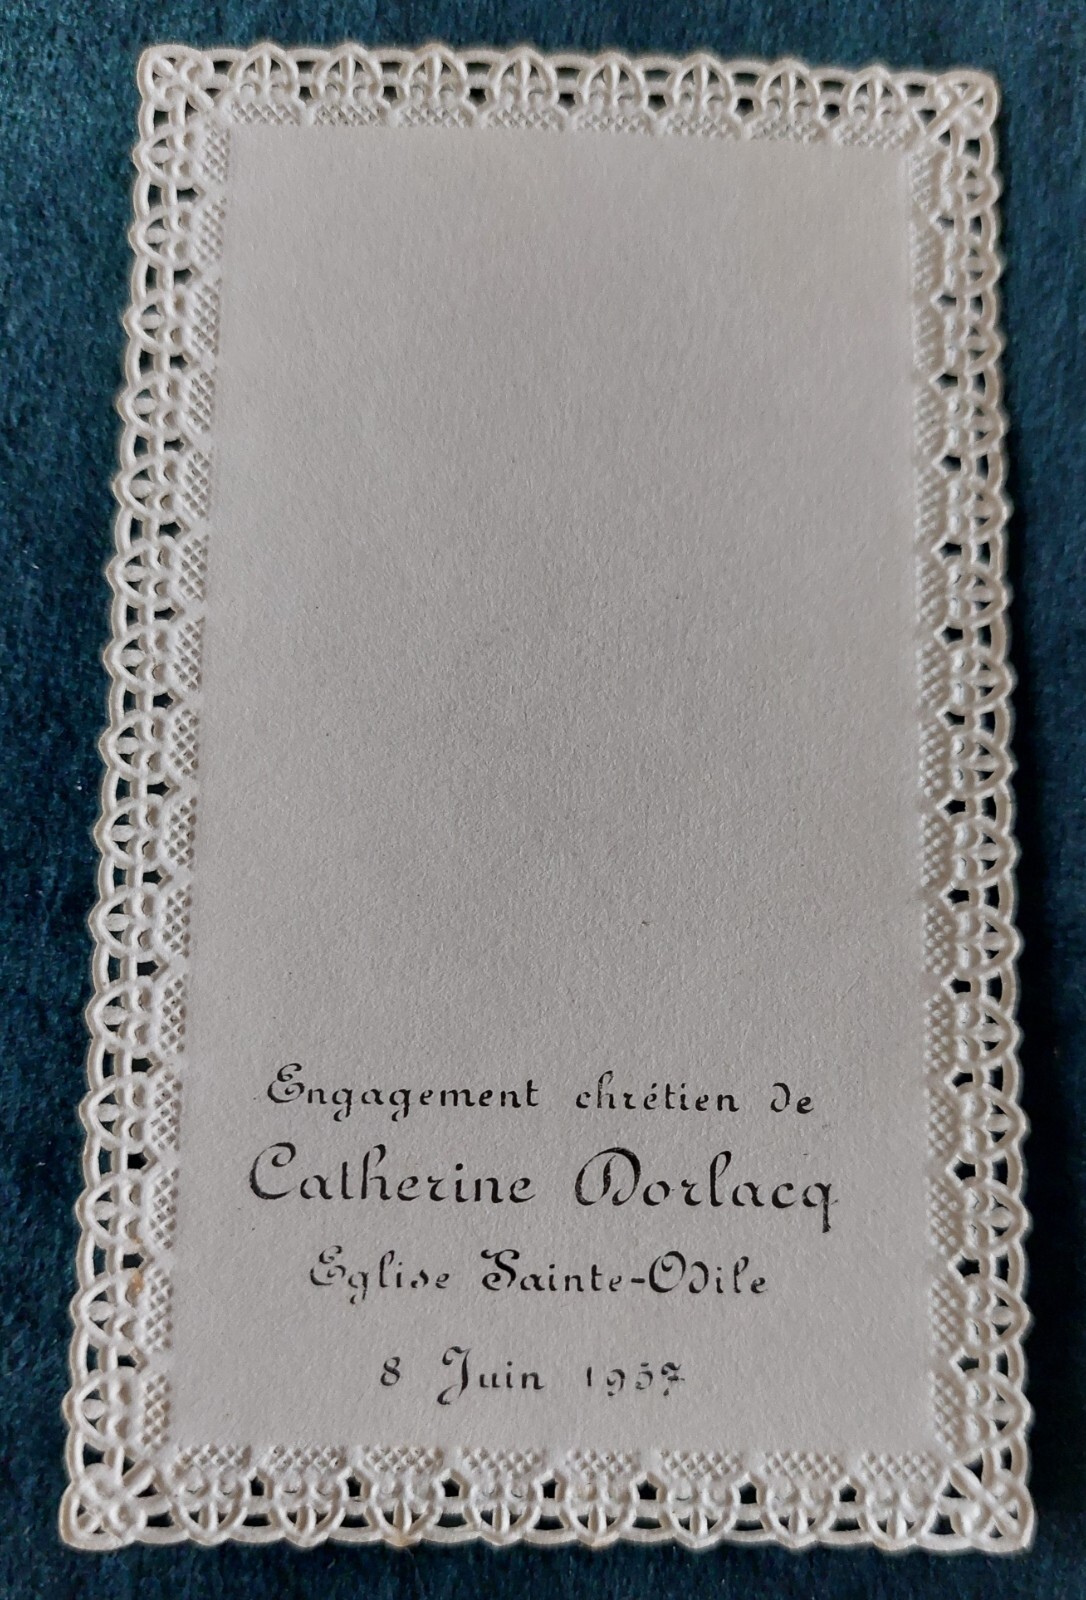 Engagement chrétien de
Catherine Dorlacq
Eglise Sainte-Odile
8 Juin 1957